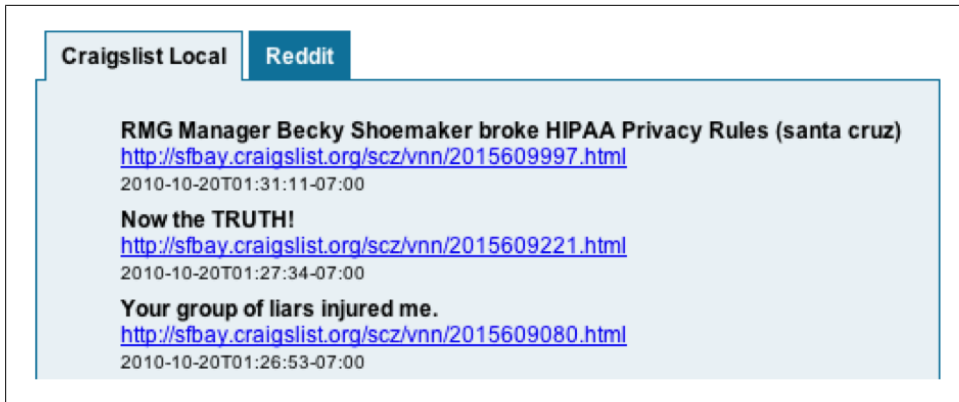 Craigslist Local
Reddit
RMG Manager Becky Shoemaker broke HIPAA Privacy Rules (santa cruz)
http://sfbay.craigslist.org/scz/vnn/2015609997.html
2010-10-20T01:31:11-07:00
Now the TRUTH!
http://sfbay.craigslist.org/scz/vnn/2015609221.html
2010-10-20T01:27:34-07:00
Your group of liars injured me.
http://sfbay.craigslist.org/scz/vnn/2015609080.html
2010-10-20T01:26:53-07:00